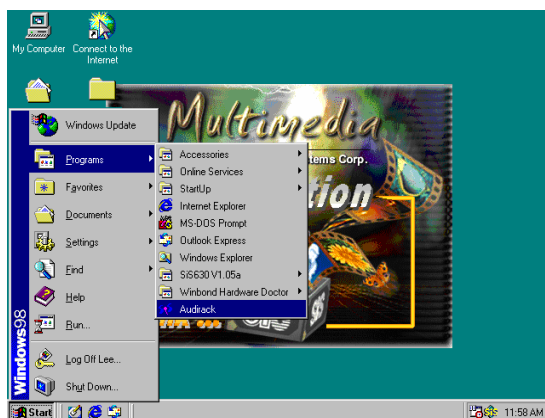 My Computer
Connect to the
Internet
Multimedia
tems Corp.
tion
Windows Update
Programs
Favorites
Documents
Settings
Find
Help
Run...
Log Off Lee...
Shut Down...
Windows98
Accessories
Online Services
StartUp
Internet Explorer
MS-DOS Prompt
Outlook Express
Windows Explorer
SiS630 V1.05a
Winbond Hardware Doctor
Audirack
Start
11:58 AM